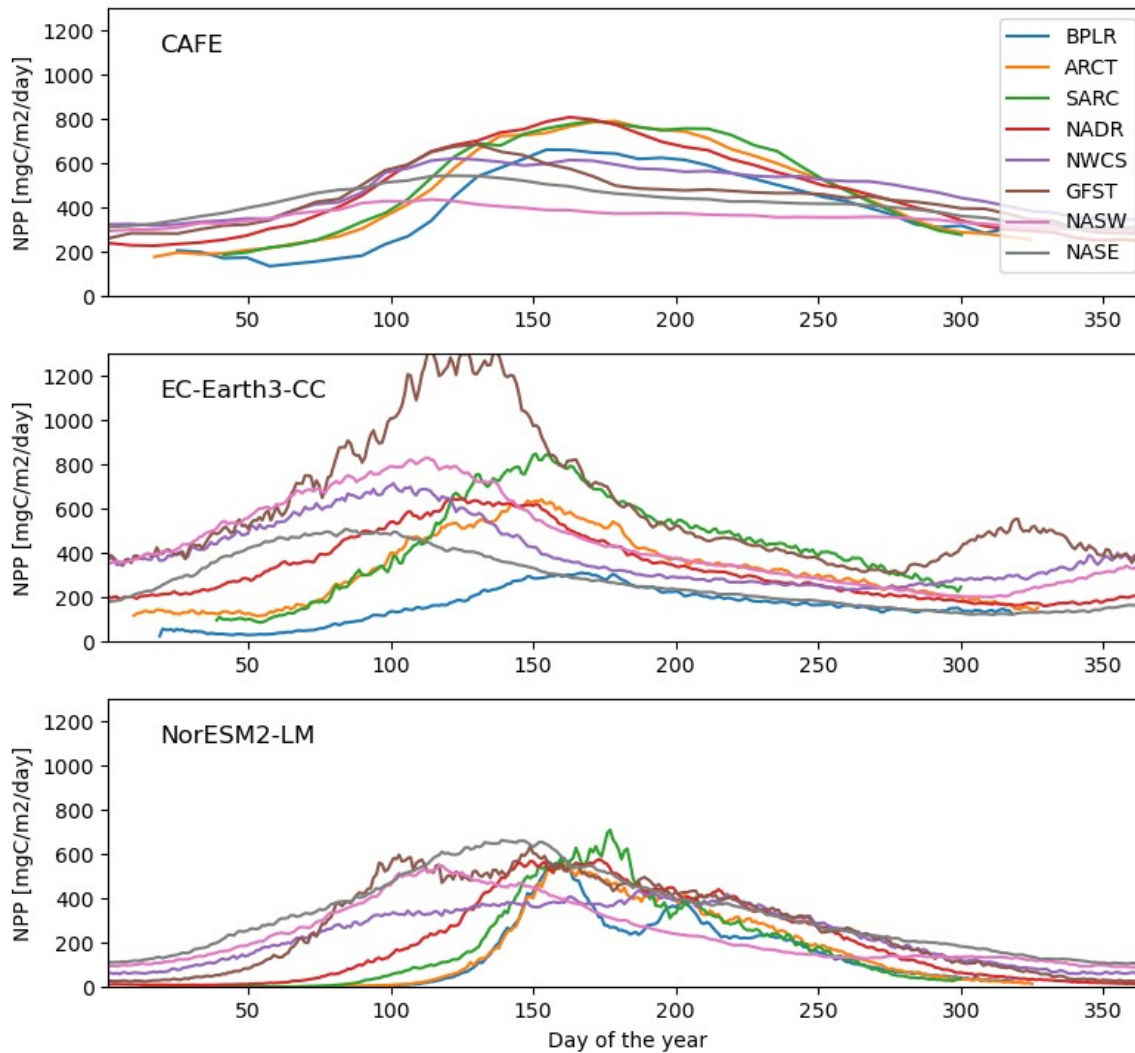 CAFE
NPP [mgC/m2/day]
1200
1000
800
600
400
200
0
50 100 150 200 250 300 350
BPLR
ARCT
SARC
NADR
NWCS
GFST
NASW
NASE
EC-Earth3-CC
NPP [mgC/m2/day]
1200
1000
800
600
400
200
0
50 100 150 200 250 300 350
NorESM2-LM
NPP [mgC/m2/day]
1200
1000
800
600
400
200
0
50 100 150 200 250 300 350
Day of the year